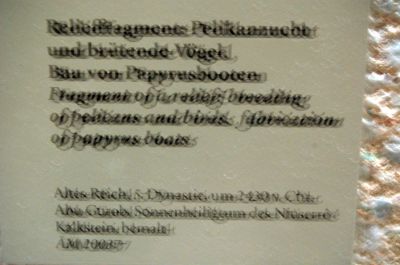 Relieffragment: Pelikanzucht
und brütende Vögel,
Bau von Papyrusbooten
Fragment of a relief: breeding
of pelicans and birds, fabrication
of papyrus boats
Altes Reich, 5. Dynastie, um 2430 v. Chr.
Abu Gurob, Sonnenheiligtum des Niuserre
Kalkstein, bemalt
ÄM